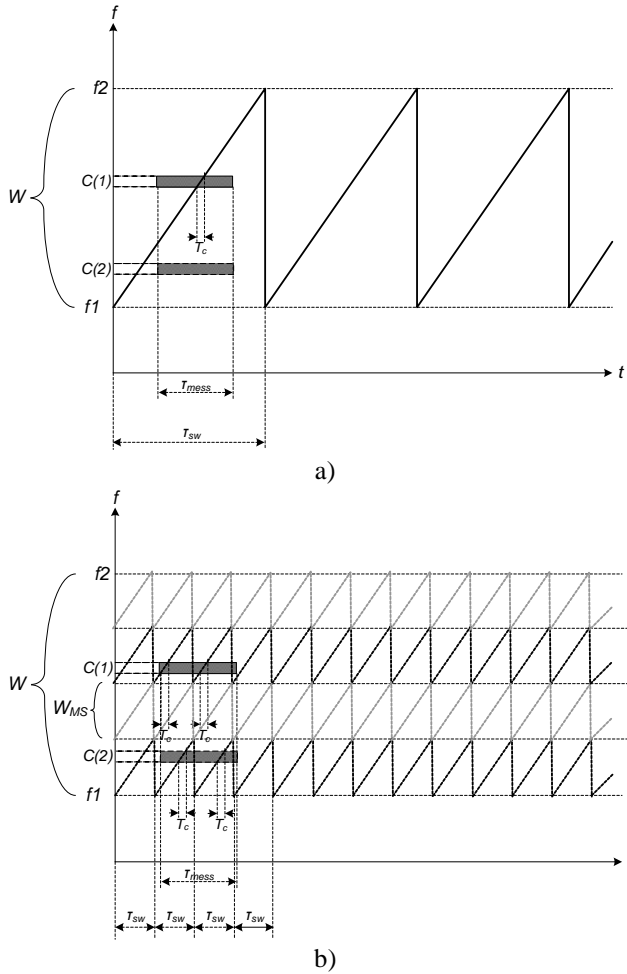 f
f2
C(1)
W
T_c
C(2)
f1
t
τ_mess
τ_sw
a)
f
f2
C(1)
W
W_MS
T_c T_c
C(2)
f1
T_c T_c
τ_mess
τ_sw τ_sw τ_sw τ_sw
b)